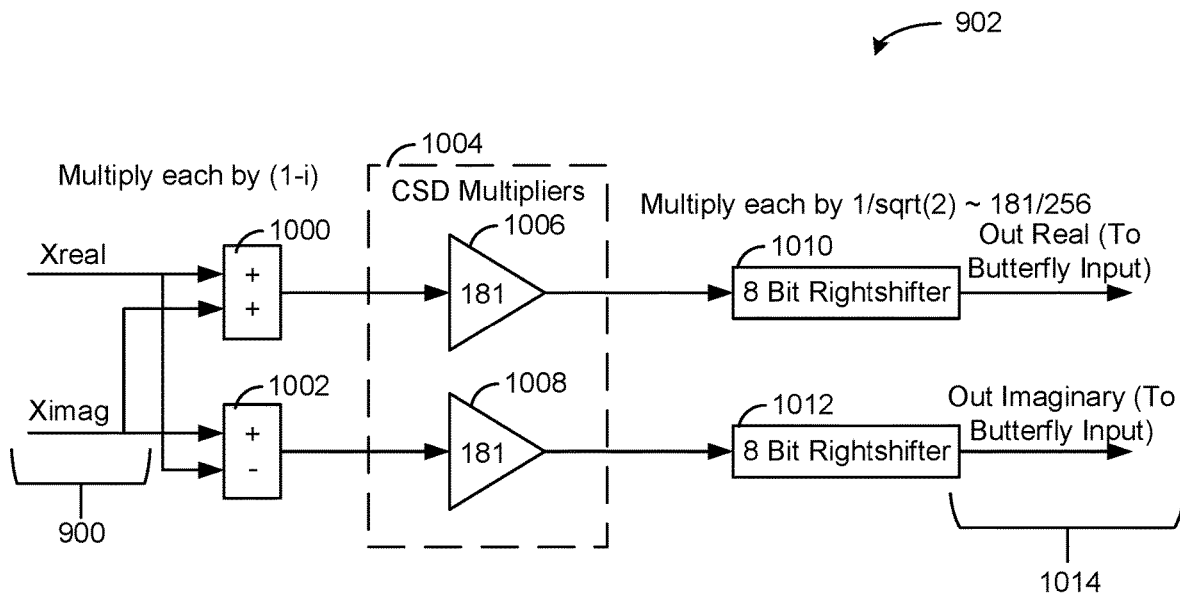 902
1004
Multiply each by (1-i)
CSD Multipliers
Multiply each by 1/sqrt(2) ~ 181/256
1000
1006
1010
Out Real (To
Butterfly Input)
Xreal
+
+
181
8 Bit Rightshifter
1002
1008
1012
Out Imaginary (To
Butterfly Input)
Ximag
+
-
181
8 Bit Rightshifter
900
1014